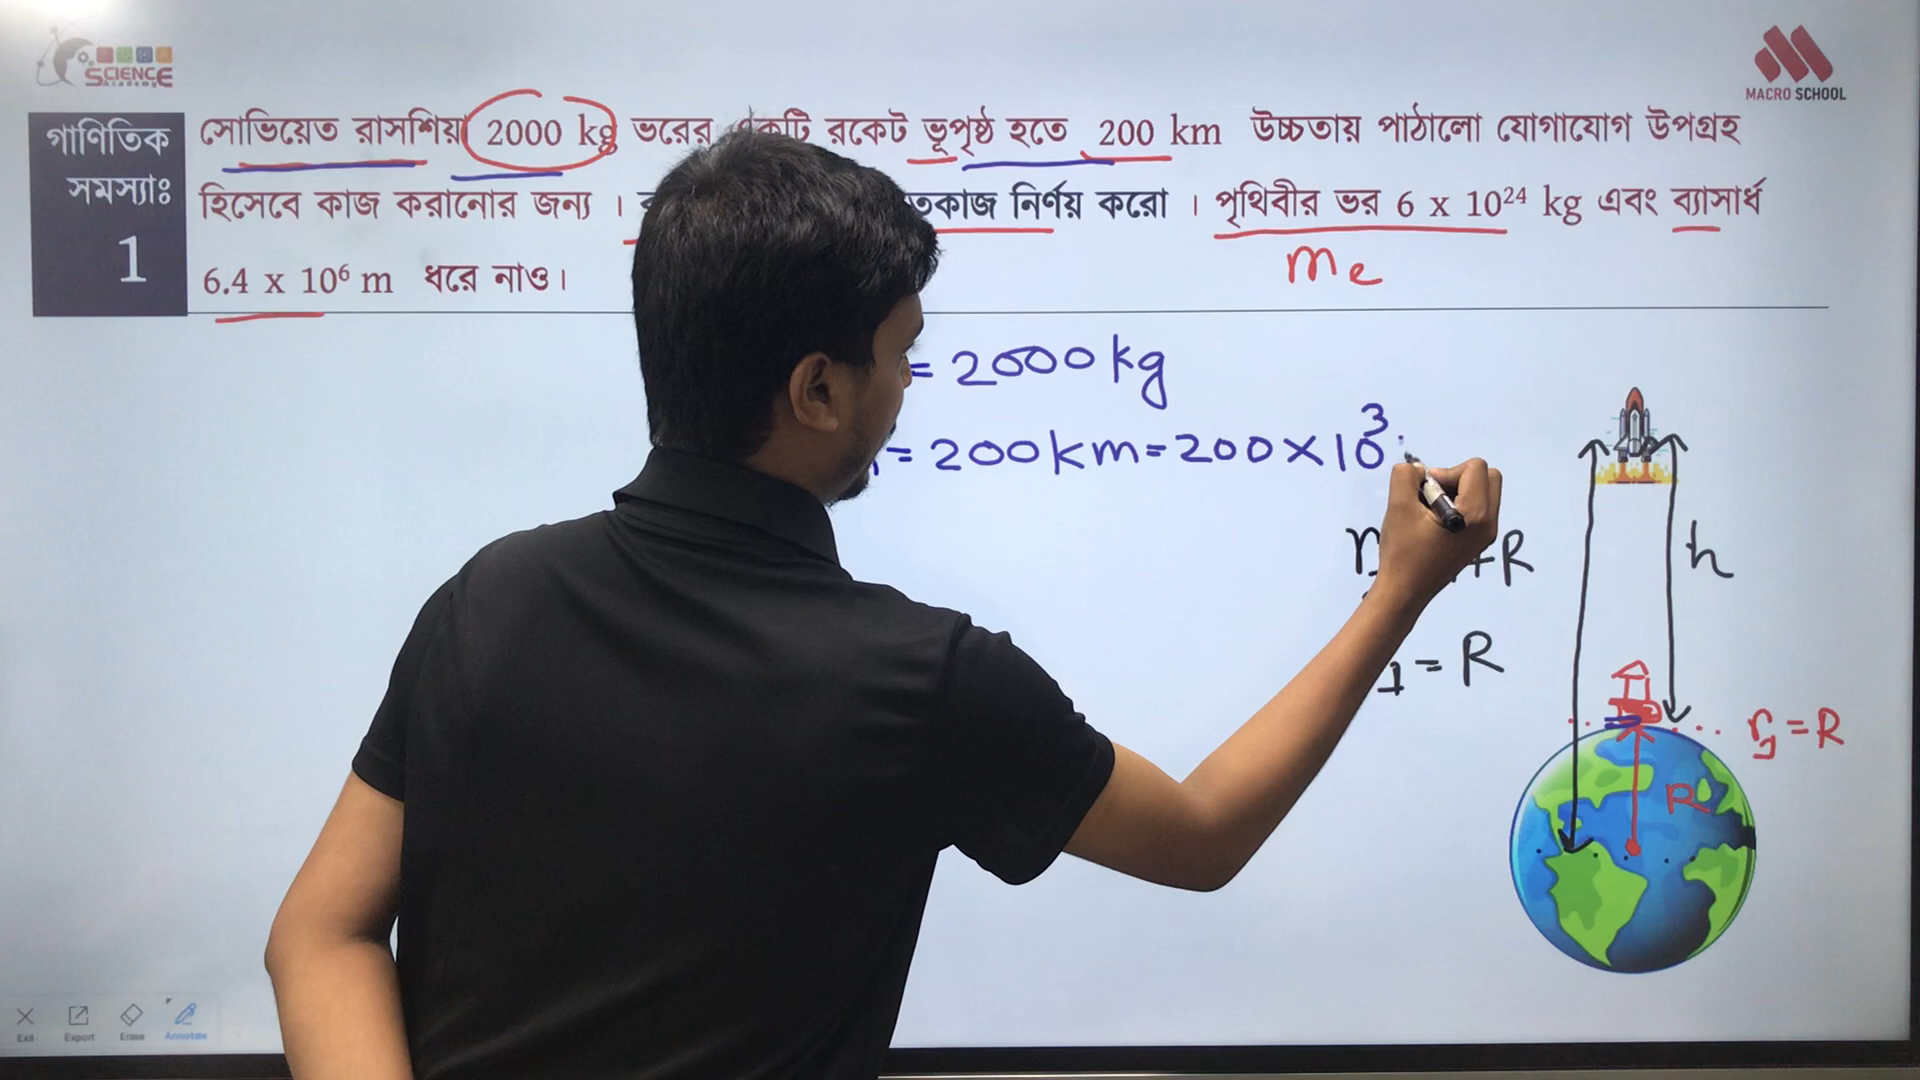 SCIENCE
Academy
MACRO SCHOOL
গাণিতিক
সমস্যাঃ
1
সোভিয়েত রাসশিয়া 2000 kg ভরের একটি রকেট ভূপৃষ্ঠ হতে 200 km উচ্চতায় পাঠালো যোগাযোগ উপগ্রহ
হিসেবে কাজ করানোর জন্য । তকাজ নির্ণয় করো । পৃথিবীর ভর 6 x 10²⁴ kg এবং ব্যাসার্ধ
6.4 x 10⁶ m ধরে নাও।
Me
= 2000 kg
= 200 km = 200 × 10³
+R
h
1 = R
r₁ = R
R
Exit
Export
Erase
Annotate